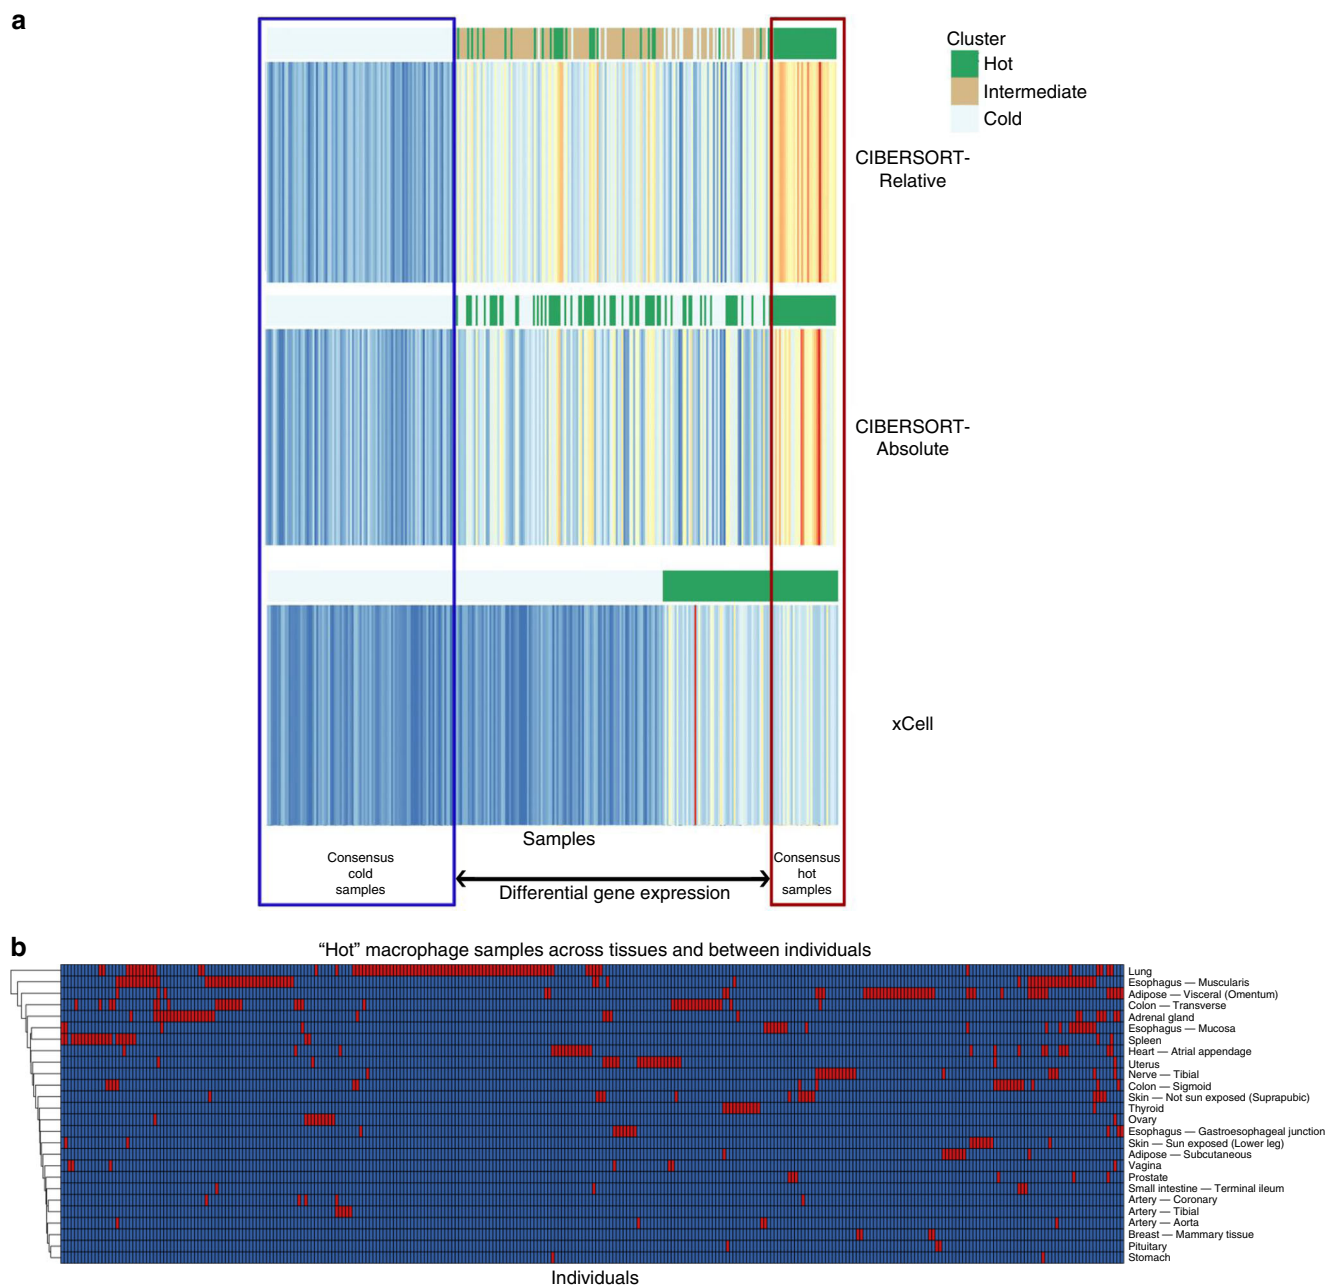 a
Cluster
Hot
Intermediate
Cold
CIBERSORT-
Relative
CIBERSORT-
Absolute
xCell
Samples
Consensus
cold
samples
Differential gene expression
Consensus
hot
samples
b
“Hot” macrophage samples across tissues and between individuals
Lung
Esophagus — Muscularis
Adipose — Visceral (Omentum)
Colon — Transverse
Adrenal gland
Esophagus — Mucosa
Spleen
Heart — Atrial appendage
Uterus
Nerve — Tibial
Colon — Sigmoid
Skin — Not sun exposed (Suprapubic)
Thyroid
Ovary
Esophagus — Gastroesophageal junction
Skin — Sun exposed (Lower leg)
Adipose — Subcutaneous
Vagina
Prostate
Small intestine — Terminal ileum
Artery — Coronary
Artery — Tibial
Artery — Aorta
Breast — Mammary tissue
Pituitary
Stomach
Individuals